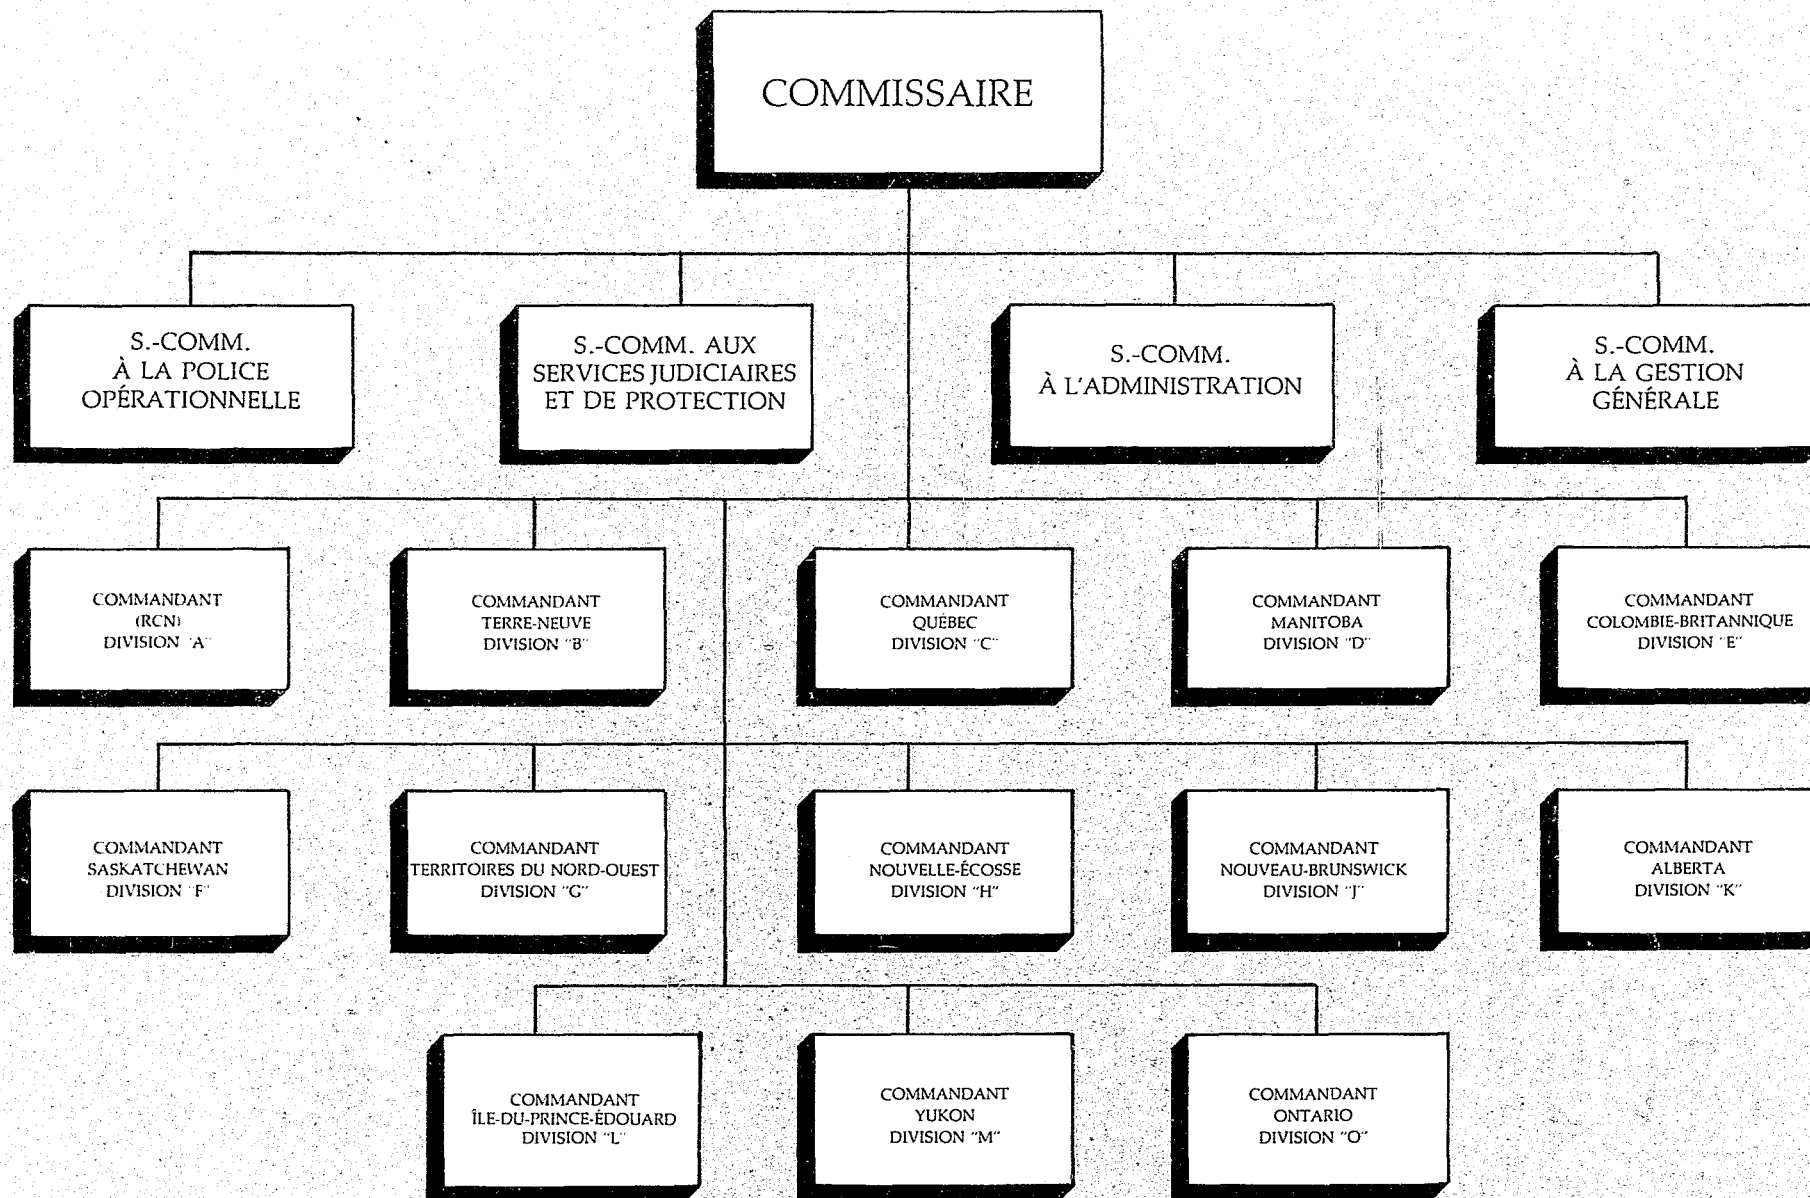 COMMISSAIRE
S.-COMM.
À LA POLICE
OPÉRATIONNELLE
S.-COMM. AUX
SERVICES JUDICIAIRES
ET DE PROTECTION
S.-COMM.
À L'ADMINISTRATION
S.-COMM.
À LA GESTION
GÉNÉRALE
COMMANDANT
(RCN)
DIVISION "A"
COMMANDANT
TERRE-NEUVE
DIVISION "B"
COMMANDANT
QUÉBEC
DIVISION "C"
COMMANDANT
MANITOBA
DIVISION "D"
COMMANDANT
COLOMBIE-BRITANNIQUE
DIVISION "E"
COMMANDANT
SASKATCHEWAN
DIVISION "F"
COMMANDANT
TERRITOIRES DU NORD-OUEST
DIVISION "G"
COMMANDANT
NOUVELLE-ÉCOSSE
DIVISION "H"
COMMANDANT
NOUVEAU-BRUNSWICK
DIVISION "J"
COMMANDANT
ALBERTA
DIVISION "K"
COMMANDANT
ÎLE-DU-PRINCE-ÉDOUARD
DIVISION "L"
COMMANDANT
YUKON
DIVISION "M"
COMMANDANT
ONTARIO
DIVISION "O"